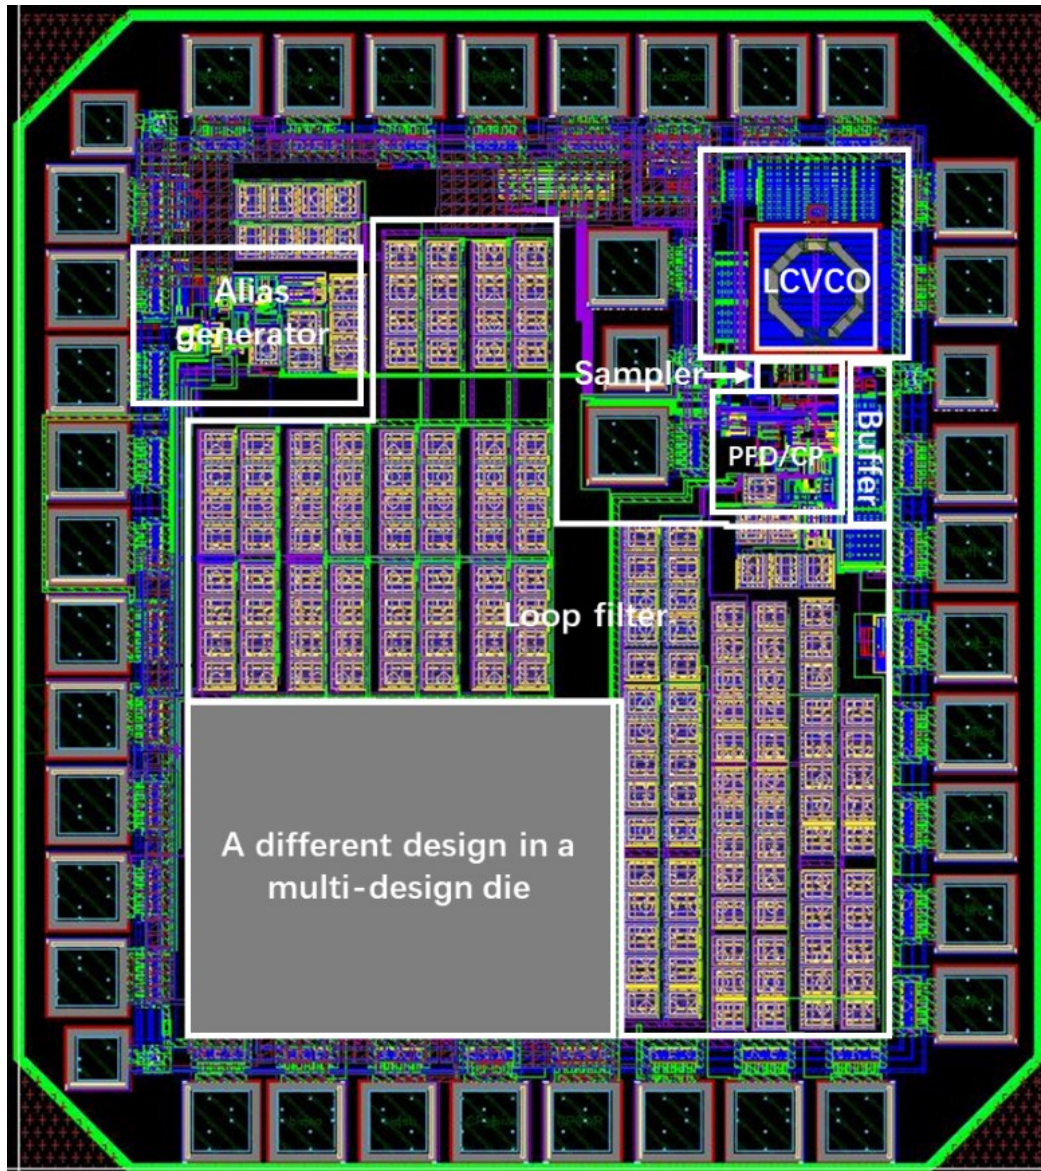 Alias
generator
LCVCO
Sampler
PFD/CP
Buffer
Loop filter
A different design in a
multi-design die